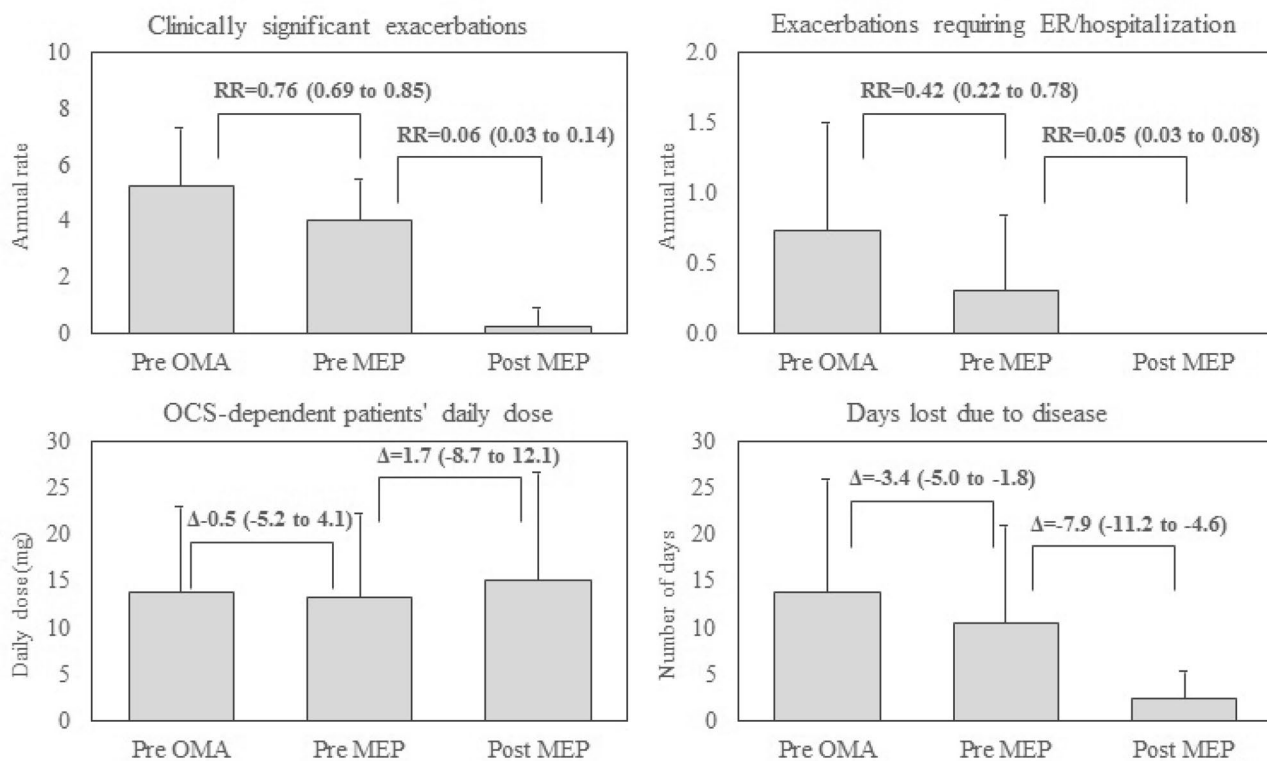 Clinically significant exacerbations
Annual rate
10
8
6
4
2
0
RR=0.76 (0.69 to 0.85)
RR=0.06 (0.03 to 0.14)
Pre OMA
Pre MEP
Post MEP
Exacerbations requiring ER/hospitalization
Annual rate
2.0
1.5
1.0
0.5
0.0
RR=0.42 (0.22 to 0.78)
RR=0.05 (0.03 to 0.08)
Pre OMA
Pre MEP
Post MEP
OCS-dependent patients' daily dose
Daily dose (mg)
30
25
20
15
10
5
0
Δ=1.7 (-8.7 to 12.1)
Δ-0.5 (-5.2 to 4.1)
Pre OMA
Pre MEP
Post MEP
Days lost due to disease
Number of days
30
25
20
15
10
5
0
Δ=-3.4 (-5.0 to -1.8)
Δ=-7.9 (-11.2 to -4.6)
Pre OMA
Pre MEP
Post MEP